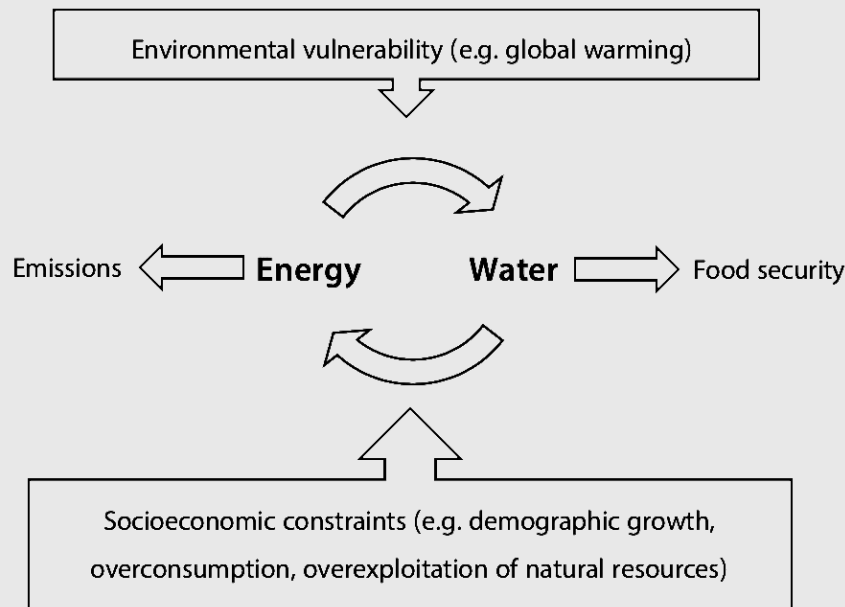 Environmental vulnerability (e.g. global warming)
Emissions
Energy
Water
Food security
Socioeconomic constraints (e.g. demographic growth,
overconsumption, overexploitation of natural resources)